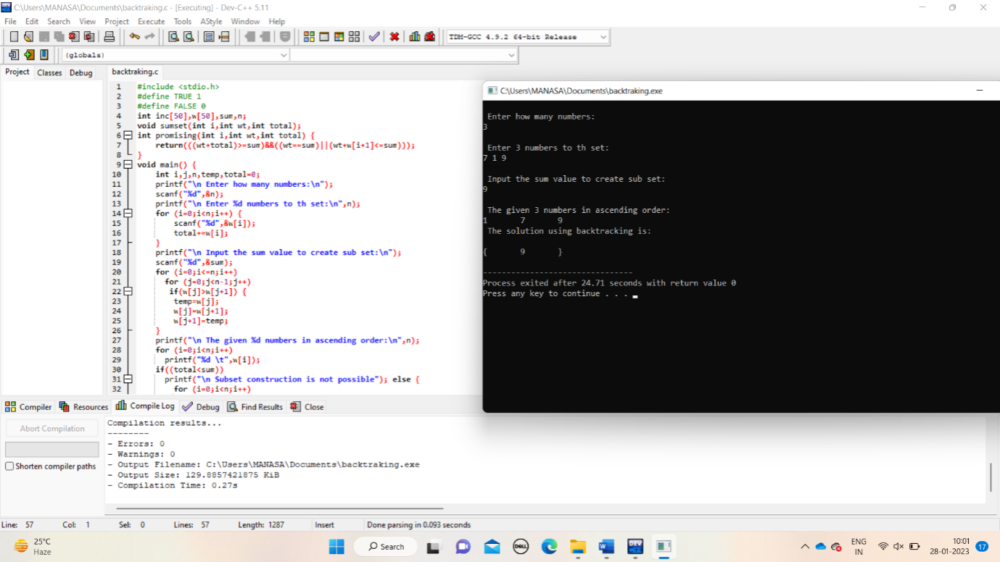 C:\Users\MANASA\Documents\backtraking.c - [Executing] - Dev-C++ 5.11
File Edit Search View Project Execute Tools AStyle Window Help
TDM-GCC 4.9.2 64-bit Release
(globals)
Project Classes Debug
backtraking.c
1 #include <stdio.h>
2 #define TRUE 1
3 #define FALSE 0
4 int inc[50],w[50],sum,n;
5 void sumset(int i,int wt,int total);
6 int promising(int i,int wt,int total) {
7 return(((wt+total)>=sum)&&((wt==sum)||(wt+w[i+1]<=sum)));
8 }
9 void main() {
10 int i,j,n,temp,total=0;
11 printf("\n Enter how many numbers:\n");
12 scanf("%d",&n);
13 printf("\n Enter %d numbers to th set:\n",n);
14 for (i=0;i<n;i++) {
15 scanf("%d",&w[i]);
16 total+=w[i];
17 }
18 printf("\n Input the sum value to create sub set:\n");
19 scanf("%d",&sum);
20 for (i=0;i<=n;i++)
21 for (j=0;j<n-1;j++)
22 if(w[j]>w[j+1]) {
23 temp=w[j];
24 w[j]=w[j+1];
25 w[j+1]=temp;
26 }
27 printf("\n The given %d numbers in ascending order:\n",n);
28 for (i=0;i<n;i++)
29 printf("%d \t",w[i]);
30 if((total<sum))
31 printf("\n Subset construction is not possible"); else {
32 for (i=0;i<n;i++)
C:\Users\MANASA\Documents\backtraking.exe
Enter how many numbers:
3
Enter 3 numbers to th set:
7 1 9
Input the sum value to create sub set:
9
The given 3 numbers in ascending order:
1 7 9
The solution using backtracking is:
{ 9 }
--------------------------------
Process exited after 24.71 seconds with return value 0
Press any key to continue . . .
Compiler Resources Compile Log Debug Find Results Close
Abort Compilation
Shorten compiler paths
Compilation results...
--------
- Errors: 0
- Warnings: 0
- Output Filename: C:\Users\MANASA\Documents\backtraking.exe
- Output Size: 129.8857421875 KiB
- Compilation Time: 0.27s
Line: 57 Col: 1 Sel: 0 Lines: 57 Length: 1287 Insert Done parsing in 0.093 seconds
25°C
Haze
Search
DELL
DEV
ENG
IN
10:01
28-01-2023
17